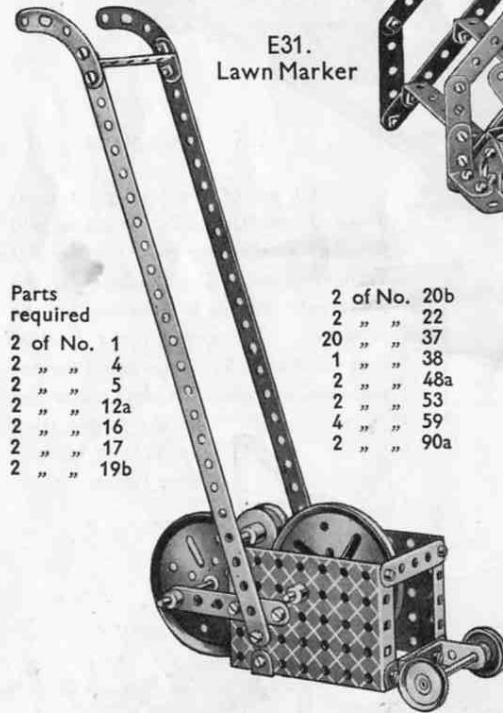 E31.
Lawn Marker
Parts
required
2 of No. 1
2 „ „ 4
2 „ „ 5
2 „ „ 12a
2 „ „ 16
2 „ „ 17
2 „ „ 19b
2 of No. 20b
2 „ „ 22
20 „ „ 37
1 „ „ 38
2 „ „ 48a
2 „ „ 53
4 „ „ 59
2 „ „ 90a